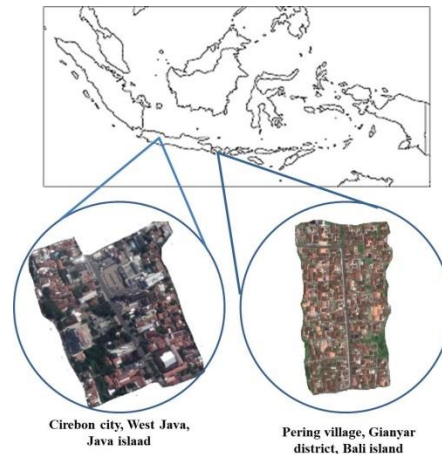 Cirebon city, West Java,
Java islaad
Pering village, Gianyar
district, Bali island